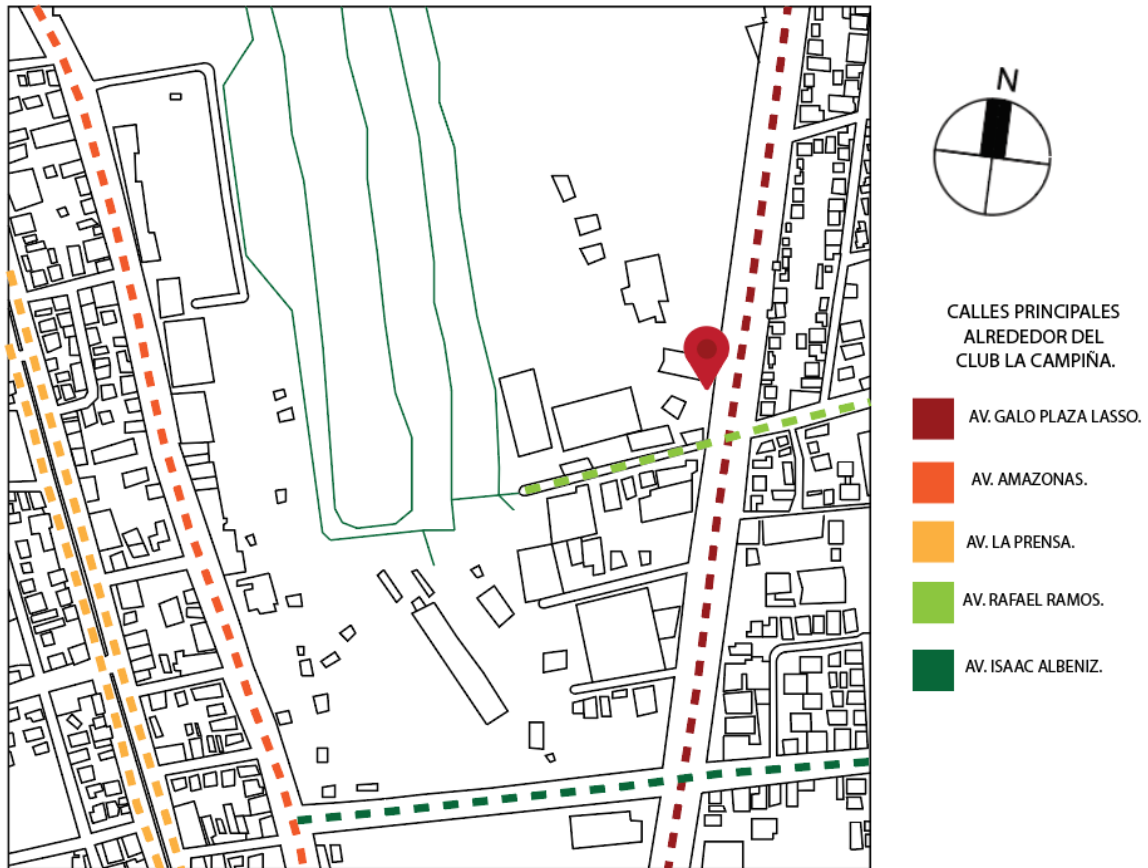 N
CALLES PRINCIPALES
ALREDEDOR DEL
CLUB LA CAMPIÑA.
AV. GALO PLAZA LASSO.
AV. AMAZONAS.
AV. LA PRENSA.
AV. RAFAEL RAMOS.
AV. ISAAC ALBENIZ.